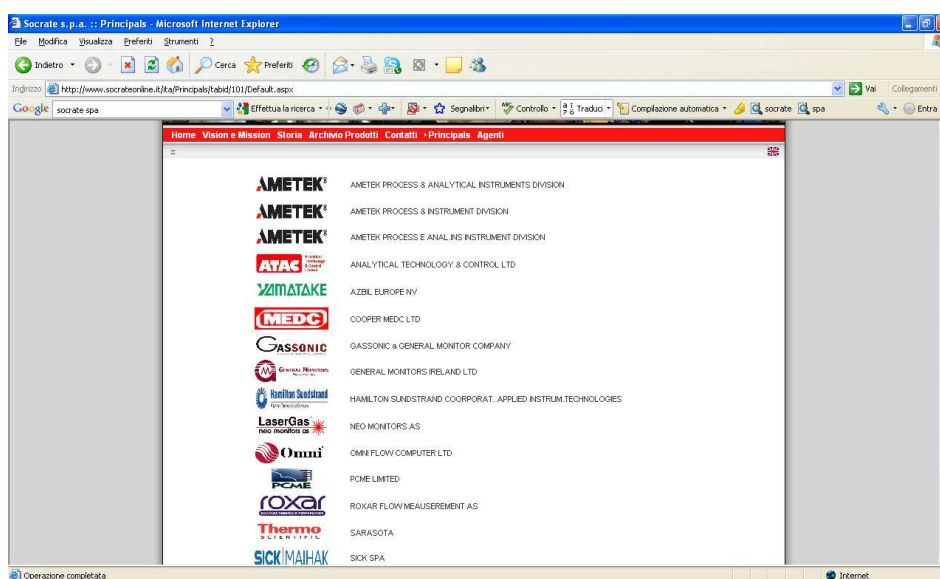 Socrate s.p.a. :: Principals - Microsoft Internet Explorer
File Modifica Visualizza Preferiti Strumenti ?
Indietro Cerca Preferiti
Indirizzo http://www.socrateonline.it/ita/Principals/tabid/101/Default.aspx Vai Collegamenti
Google socrate spa Effettua la ricerca Segnalibri Controllo Traduci Compilazione automatica socrate spa Entra
Home Vision e Mission Storia Archivio Prodotti Contatti Principals Agenti
::
AMETEK AMETEK PROCESS & ANALYTICAL INSTRUMENTS DIVISION
AMETEK AMETEK PROCESS & INSTRUMENT DIVISION
AMETEK AMETEK PROCESS E ANAL.INS INSTRUMENT DIVISION
ATAC ANALYTICAL TECHNOLOGY & CONTROL LTD
YAMATAKE AZBIL EUROPE NV
MEDC COOPER MEDC LTD
GASSONIC GASSONIC a GENERAL MONITOR COMPANY
GENERAL MONITORS GENERAL MONITORS IRELAND LTD
Hamilton Sundstrand HAMILTON SUNDSTRAND COORPORAT. APPLIED INSTRUM.TECHNOLOGIES
LaserGas neo monitors as NEO MONITORS AS
Omni OMNI FLOW COMPUTER LTD
PCME PCME LIMITED
roxar ROXAR FLOW MEAUSEREMENT AS
Thermo SCIENTIFIC SARASOTA
SICK MAIHAK SICK SPA
Operazione completata Internet